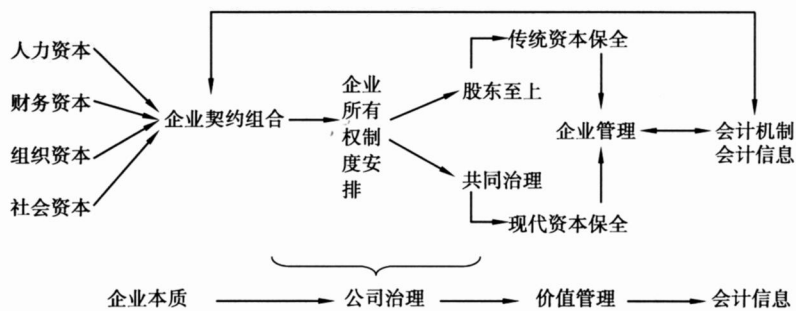 人力资本
财务资本
组织资本
社会资本
企业契约组合
企业
所有
权制
度安
排
股东至上
共同治理
传统资本保全
现代资本保全
企业管理
会计机制
会计信息
企业本质
公司治理
价值管理
会计信息